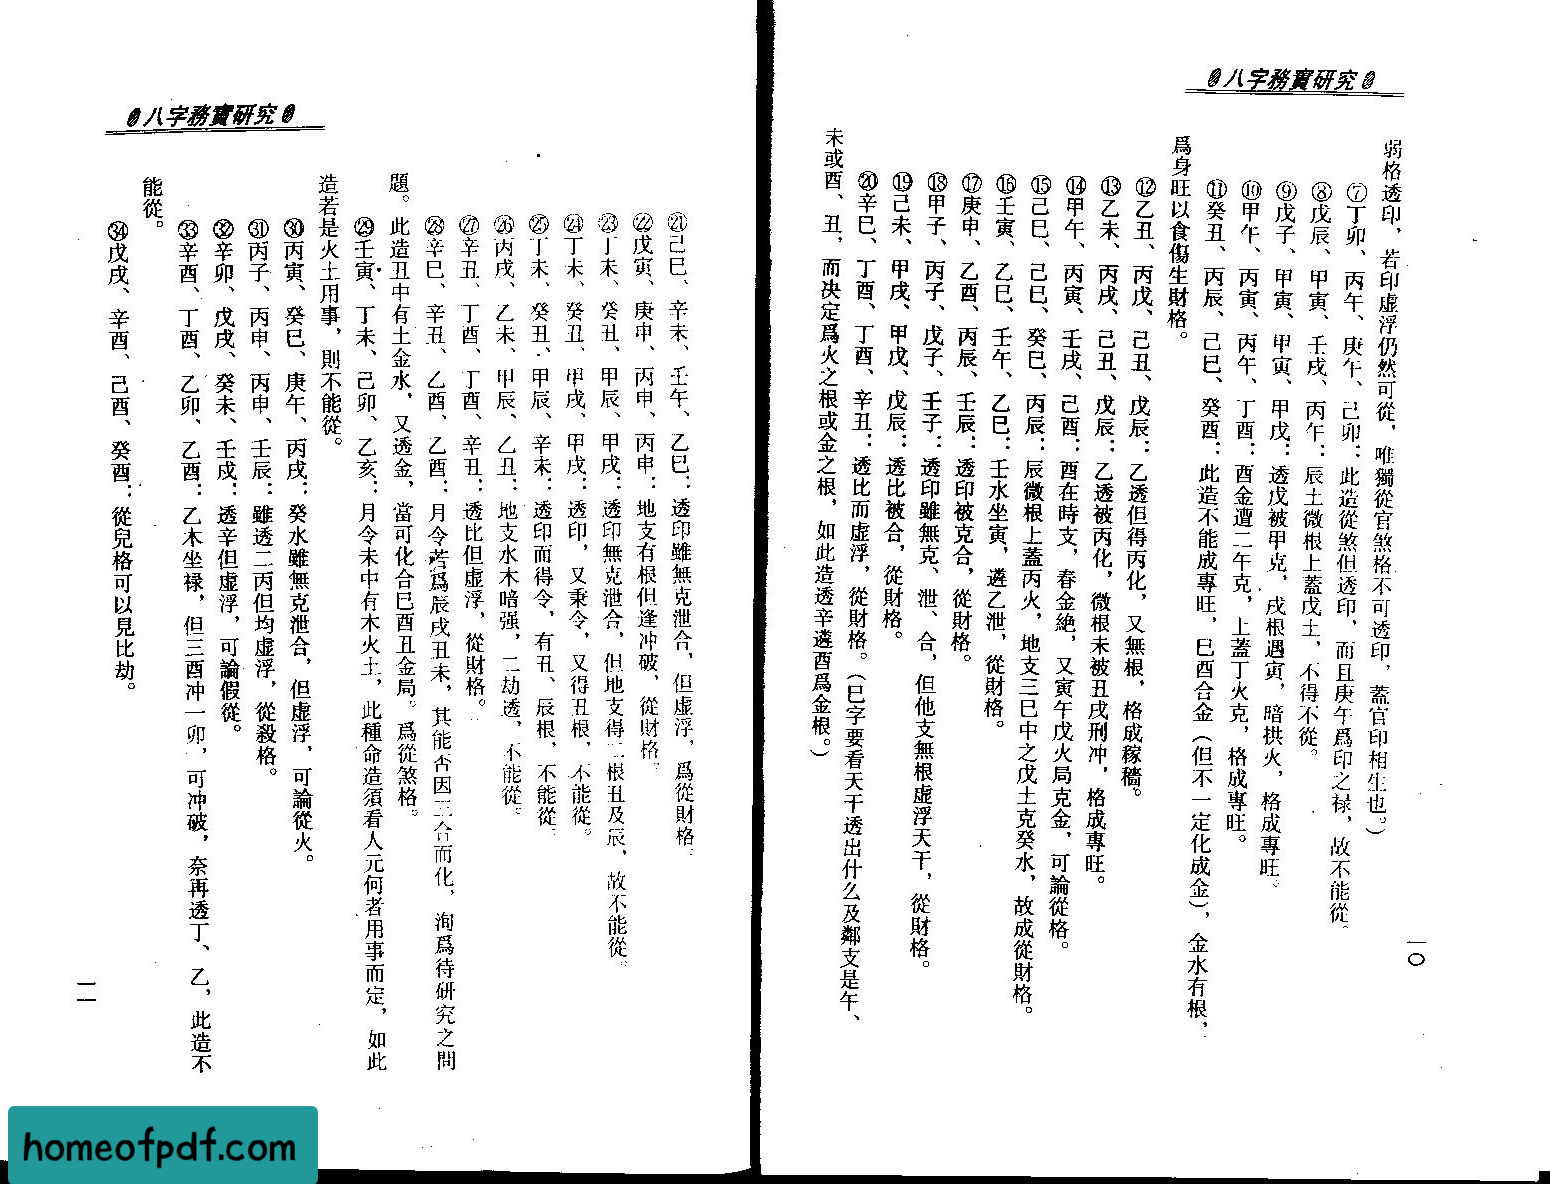 八字務實研究
弱格透印，若印虛浮仍然可從，唯獨從官煞格不可透印，蓋官印相生也。）
⑦丁卯、丙午、庚午、己卯：此造從煞但透印，而且庚午爲印之祿，故不能從。
⑧戊辰、甲寅、壬戌、丙午：辰土微根上蓋戊土，不得不從。
⑨戊子、甲寅、甲寅、甲戌：透戊被甲克，戌根遇寅，暗拱火，格成專旺。
⑩甲午、丙寅、丙午、丁酉：酉金遭二午克，上蓋丁火克，格成專旺。
⑪癸丑、丙辰、己巳、癸酉：此造不能成專旺，巳酉合金（但不一定化成金），金水有根，
爲身旺以食傷生財格。
⑫乙丑、丙戌、己丑、戊辰：乙透但得丙化，又無根，格成稼穡。
⑬乙未、丙戌、己丑、戊辰：乙透被丙化，微根未被丑戌刑冲，格成專旺。
⑭甲午、丙寅、壬戌、己酉：酉在時支，春金絕，又寅午戌火局克金，可論從格。
⑮己巳、己巳、癸巳、丙辰：辰微根上蓋丙火，地支三巳中之戊土克癸水，故成從財格。
⑯壬寅、乙巳、壬午、乙巳：壬水坐寅，遴乙泄，從財格。
⑰庚申、乙酉、丙辰、壬辰：透印被克合，從財格。
⑱甲子、丙子、戊子、壬子：透印雖無克、泄、合，但他支無根虛浮天干，從財格。
⑲己未、甲戌、甲戌、戊辰：透比被合，從財格。
⑳辛巳、丁酉、丁酉、辛丑：透比而虛浮，從財格。（巳字要看天干透出什么及鄰支是午、
未或酉、丑，而決定爲火之根或金之根，如此造透辛遴酉爲金根。）
一〇
八字務實研究
㉑己巳、辛未、壬午、乙巳：透印雖無克泄合，但虛浮，爲從財格。
㉒戊寅、庚申、丙申、丙申：地支有根但逢冲破，從財格。
㉓丁未、癸丑、甲辰、甲戌：透印無克泄合，但地支得二根丑及辰，故不能從。
㉔丁未、癸丑、甲戌、甲戌：透印，又秉令，又得丑根，不能從。
㉕丁未、癸丑、甲辰、辛未：透印而得令，有丑、辰根，不能從。
㉖丙戌、乙未、甲辰、乙丑：地支水木暗强，二劫透，不能從。
㉗辛丑、丁酉、丁酉、辛丑：透比但虛浮，從財格。
㉘辛巳、辛丑、乙酉、乙酉：月令若爲辰戌丑未，其能否因三合而化，洵爲待研究之問
題。此造丑中有土金水，又透金，當可化合巳酉丑金局。爲從煞格。
㉙壬寅、丁未、己卯、乙亥：月令未中有木火土，此種命造須看人元何者用事而定，如此
造若是火土用事，則不能從。
㉚丙寅、癸巳、庚午、丙戌：癸水雖無克泄合，但虛浮，可論從火。
㉛丙子、丙申、丙申、壬辰：雖透二丙但均虛浮，從殺格。
㉜辛卯、戊戌、癸未、壬戌：透辛但虛浮，可論假從。
㉝辛酉、丁酉、乙卯、乙酉：乙木坐禄，但三酉冲一卯，可冲破，奈再透丁、乙，此造不
能從。
㉞戊戌、辛酉、己酉、癸酉：從兒格可以見比劫。
一一
homeofpdf.com